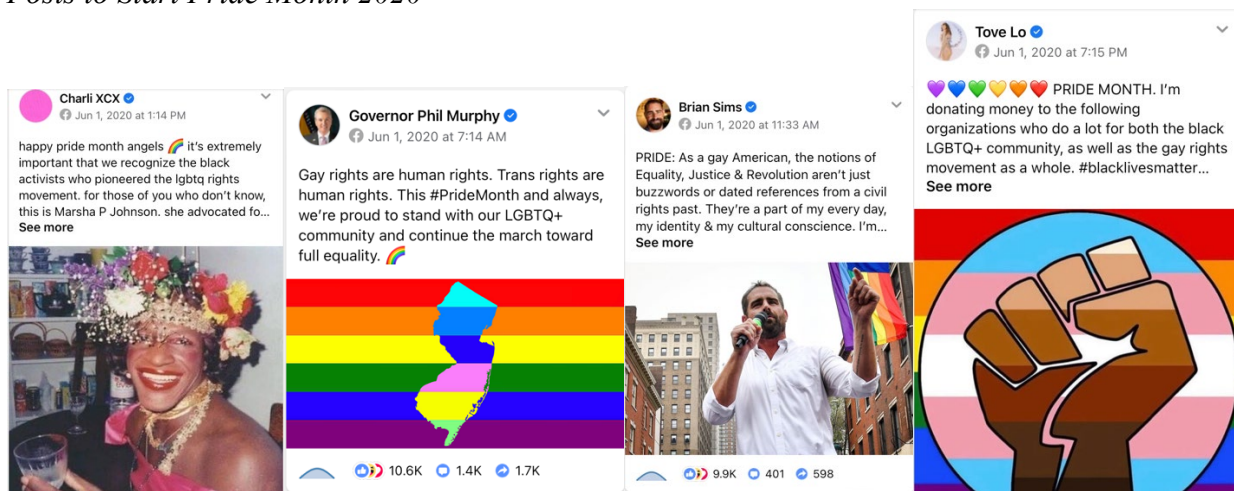 Posts to Start Pride Month 2020
Charli XCX
Jun 1, 2020 at 1:14 PM
happy pride month angels 🌈 it's extremely
important that we recognize the black
activists who pioneered the lgbtq rights
movement. for those of you who don't know,
this is Marsha P Johnson. she advocated fo...
See more
Governor Phil Murphy
Jun 1, 2020 at 7:14 AM
Gay rights are human rights. Trans rights are
human rights. This #PrideMonth and always,
we're proud to stand with our LGBTQ+
community and continue the march toward
full equality. 🌈
10.6K 1.4K 1.7K
Brian Sims
Jun 1, 2020 at 11:33 AM
PRIDE: As a gay American, the notions of
Equality, Justice & Revolution aren't just
buzzwords or dated references from a civil
rights past. They're a part of my every day,
my identity & my cultural conscience. I'm...
See more
9.9K 401 598
Tove Lo
Jun 1, 2020 at 7:15 PM
💜💙💚💛🧡❤️ PRIDE MONTH. I'm
donating money to the following
organizations who do a lot for both the black
LGBTQ+ community, as well as the gay rights
movement as a whole. #blacklivesmatter...
See more